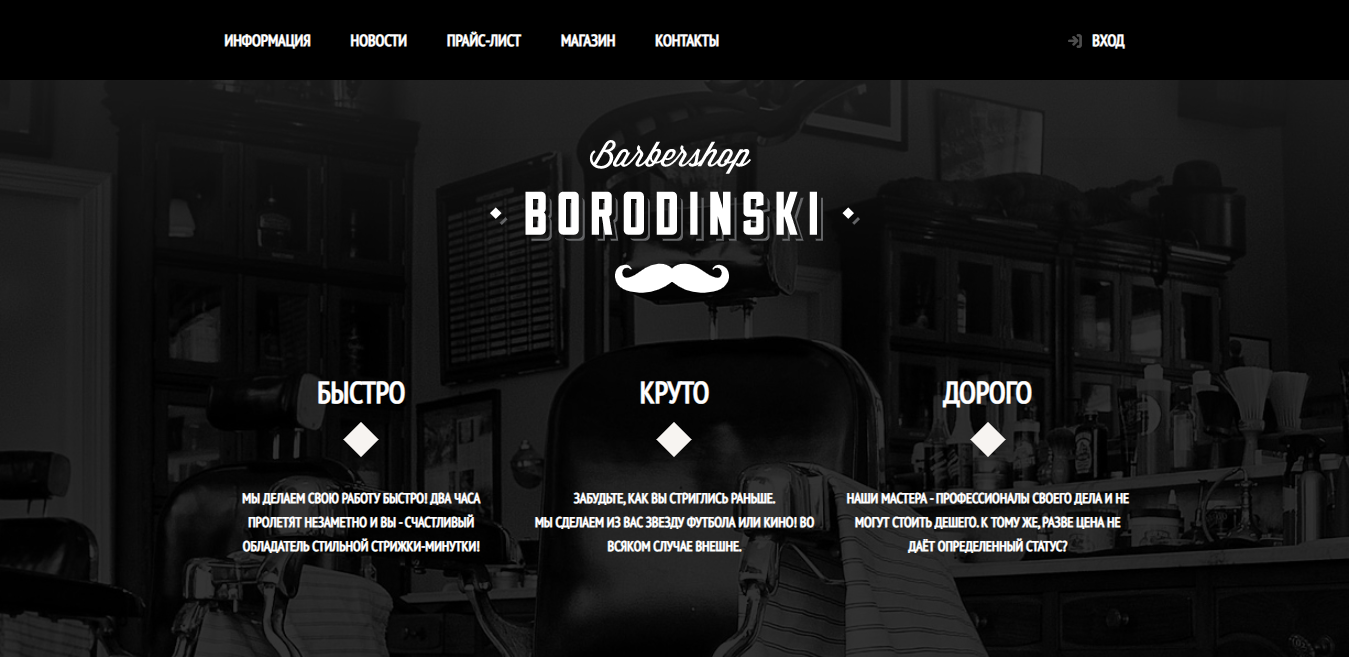 ИНФОРМАЦИЯ НОВОСТИ ПРАЙС-ЛИСТ МАГАЗИН КОНТАКТЫ ВХОД
Barbershop
BORODINSKI
БЫСТРО
МЫ ДЕЛАЕМ СВОЮ РАБОТУ БЫСТРО! ДВА ЧАСА
ПРОЛЕТЯТ НЕЗАМЕТНО И ВЫ - СЧАСТЛИВЫЙ
ОБЛАДАТЕЛЬ СТИЛЬНОЙ СТРИЖКИ-МИНУТКИ!
КРУТО
ЗАБУДЬТЕ, КАК ВЫ СТРИГЛИСЬ РАНЬШЕ.
МЫ СДЕЛАЕМ ИЗ ВАС ЗВЕЗДУ ФУТБОЛА ИЛИ КИНО! ВО
ВСЯКОМ СЛУЧАЕ ВНЕШНЕ.
ДОРОГО
НАШИ МАСТЕРА - ПРОФЕССИОНАЛЫ СВОЕГО ДЕЛА И НЕ
МОГУТ СТОИТЬ ДЕШЕГО. К ТОМУ ЖЕ, РАЗВЕ ЦЕНА НЕ
ДАЁТ ОПРЕДЕЛЕННЫЙ СТАТУС?